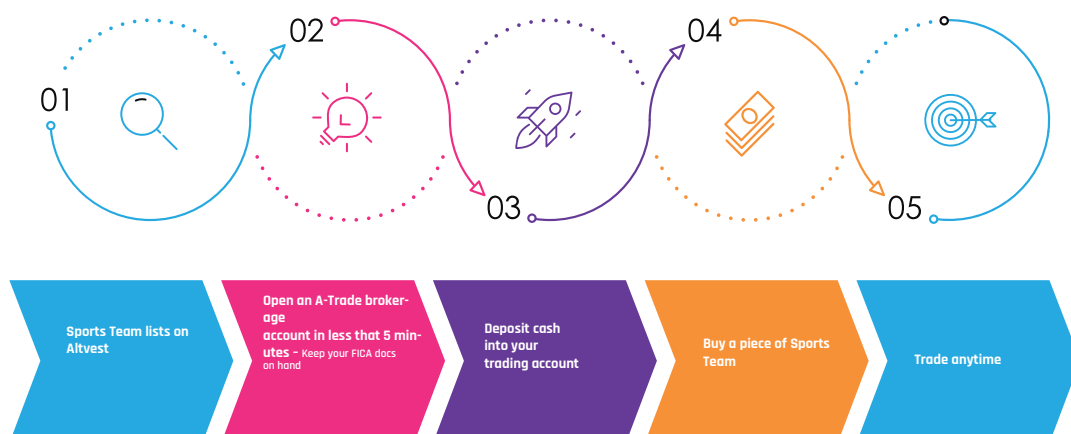 01
02
03
04
05
Sports Team lists on
Altvest
Open an A-Trade broker-
age
account in less that 5 min-
utes – Keep your FICA docs
on hand
Deposit cash
into your
trading account
Buy a piece of Sports
Team
Trade anytime